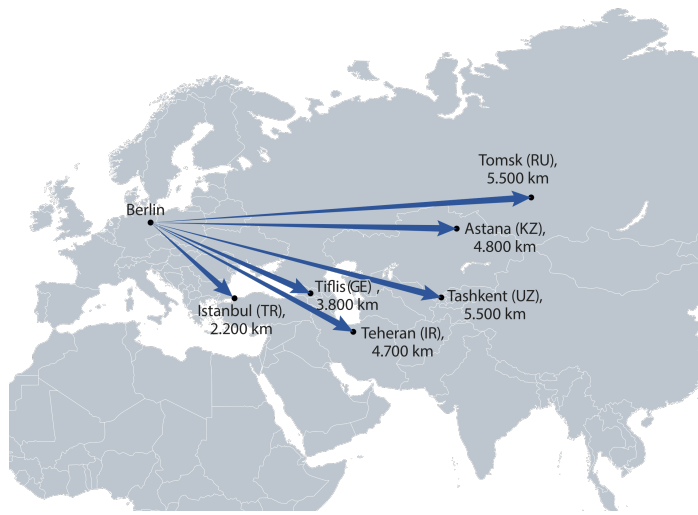 Tomsk (RU),
5.500 km
Berlin
Astana (KZ),
4.800 km
Tiflis (GE) ,
3.800 km
Tashkent (UZ),
5.500 km
Istanbul (TR),
2.200 km
Teheran (IR),
4.700 km